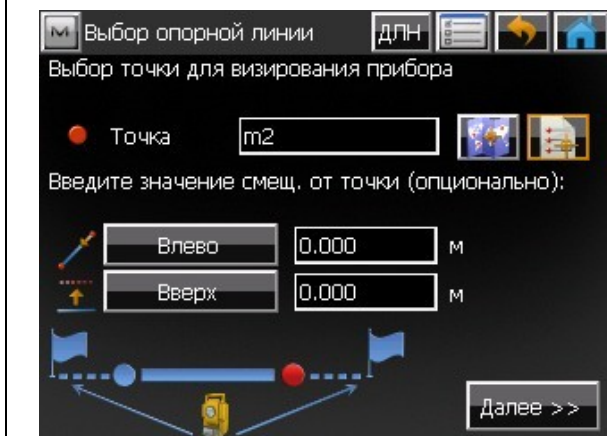 Выбор опорной линии ДЛН
Выбор точки для визирования прибора
Точка m2
Введите значение смещ. от точки (опционально):
Влево 0.000 м
Вверх 0.000 м
Далее >>